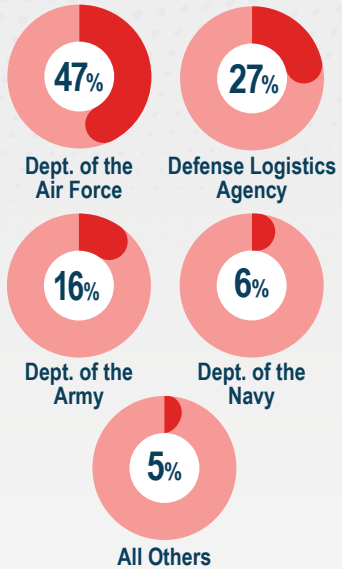 47%
27%
Dept. of the
Air Force
Defense Logistics
Agency
16%
6%
Dept. of the
Army
Dept. of the
Navy
5%
All Others